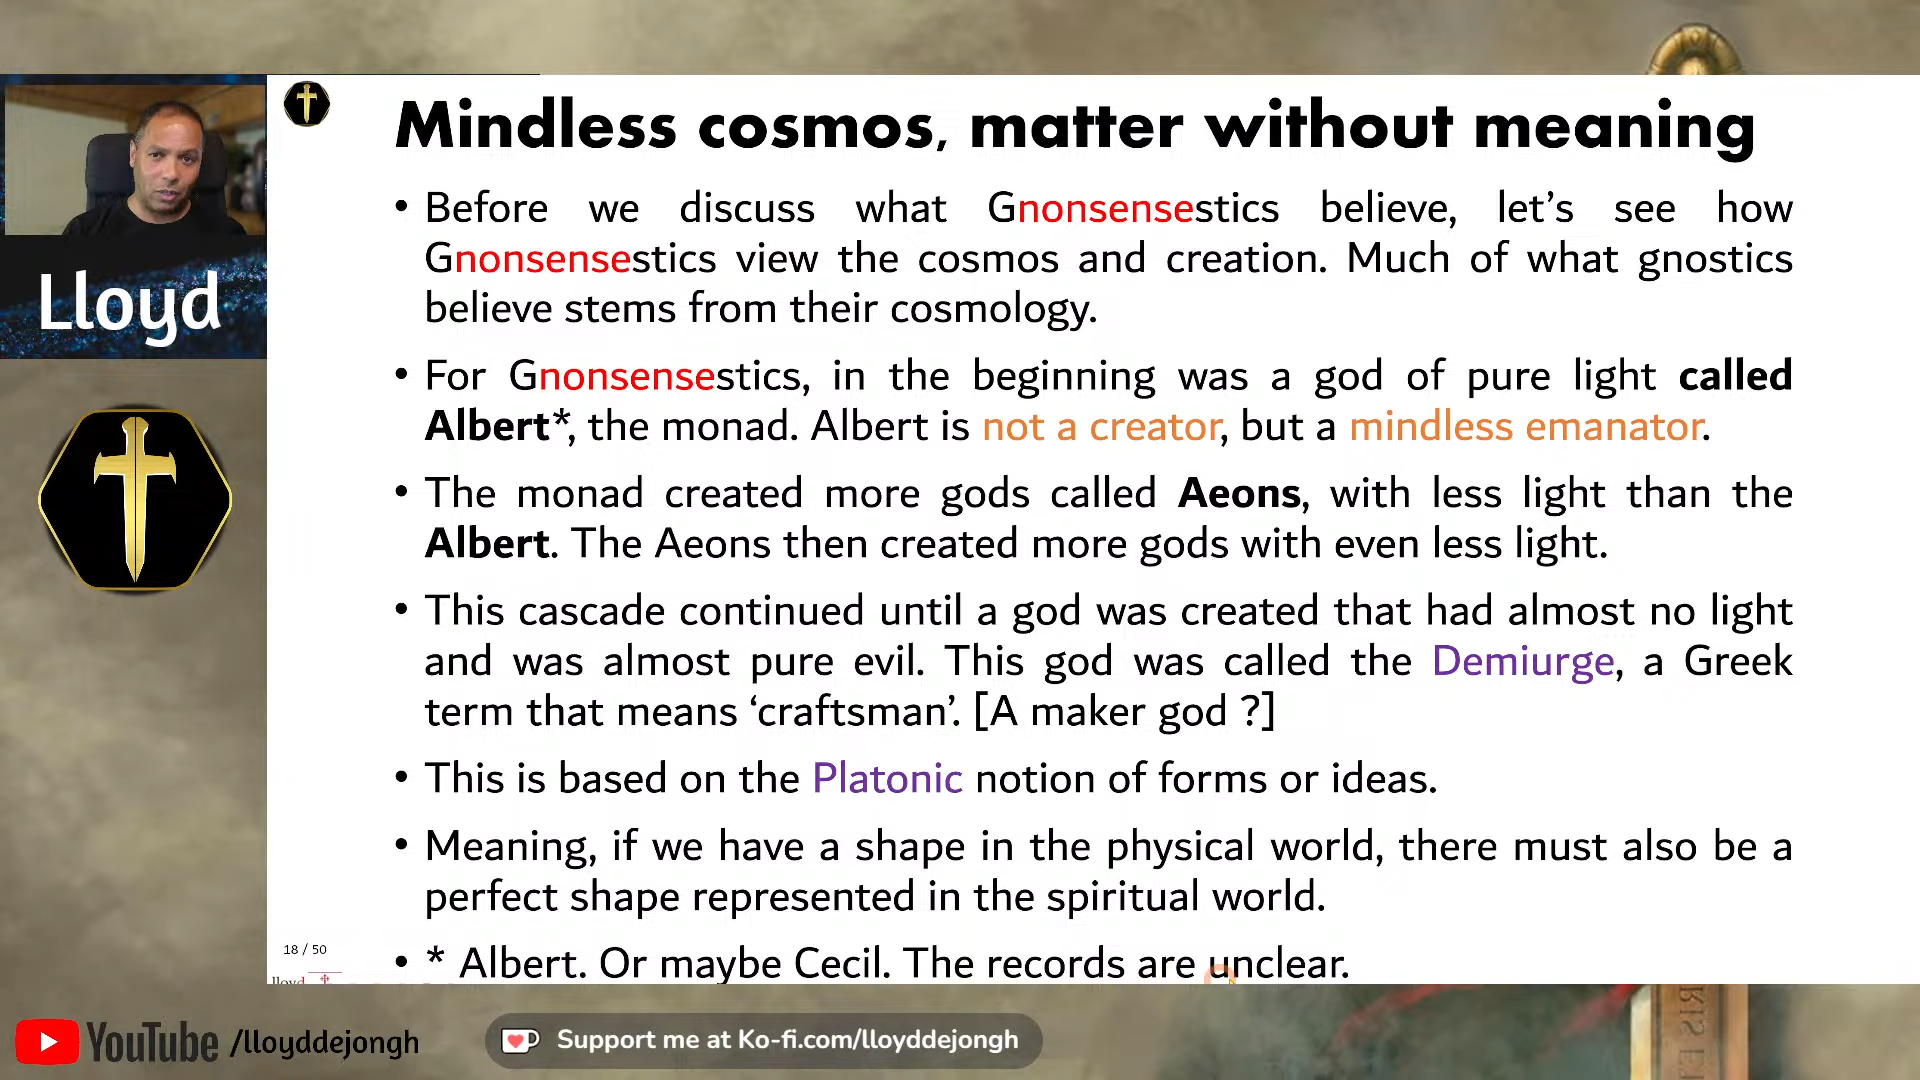 Mindless cosmos, matter without meaning
• Before we discuss what Gnonsensestics believe, let’s see how
Gnonsensestics view the cosmos and creation. Much of what gnostics
believe stems from their cosmology.
• For Gnonsensestics, in the beginning was a god of pure light called
Albert*, the monad. Albert is not a creator, but a mindless emanator.
• The monad created more gods called Aeons, with less light than the
Albert. The Aeons then created more gods with even less light.
• This cascade continued until a god was created that had almost no light
and was almost pure evil. This god was called the Demiurge, a Greek
term that means ‘craftsman’. [A maker god ?]
• This is based on the Platonic notion of forms or ideas.
• Meaning, if we have a shape in the physical world, there must also be a
perfect shape represented in the spiritual world.
• * Albert. Or maybe Cecil. The records are unclear.
18 / 50
lloyd
Lloyd
YouTube /lloyddejongh
Support me at Ko-fi.com/lloyddejongh